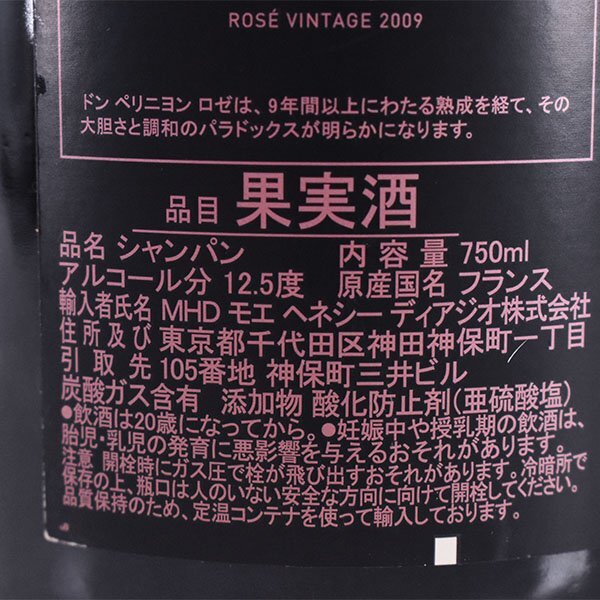 ROSÉ VINTAGE 2009
ドン ペリニヨン ロゼは、9年間以上にわたる熟成を経て、その
大胆さと調和のパラドックスが明らかになります。
品目 果実酒
品名 シャンパン 内容量 750ml
アルコール分 12.5度 原産国名 フランス
輸入者氏名 MHD モエ ヘネシー ディアジオ株式会社
住所及び 東京都千代田区神田神保町一丁目
引取先 105番地 神保町三井ビル
炭酸ガス含有 添加物 酸化防止剤(亜硫酸塩)
●飲酒は20歳になってから。●妊娠中や授乳期の飲酒は、
胎児・乳児の発育に悪影響を与えるおそれがあります。
注意 開栓時にガス圧で栓が飛び出すおそれがあります。冷暗所で
保存の上、瓶口は人のいない安全な方向に向けて開栓してください。
品質保持のため、定温コンテナを使って輸入しております。